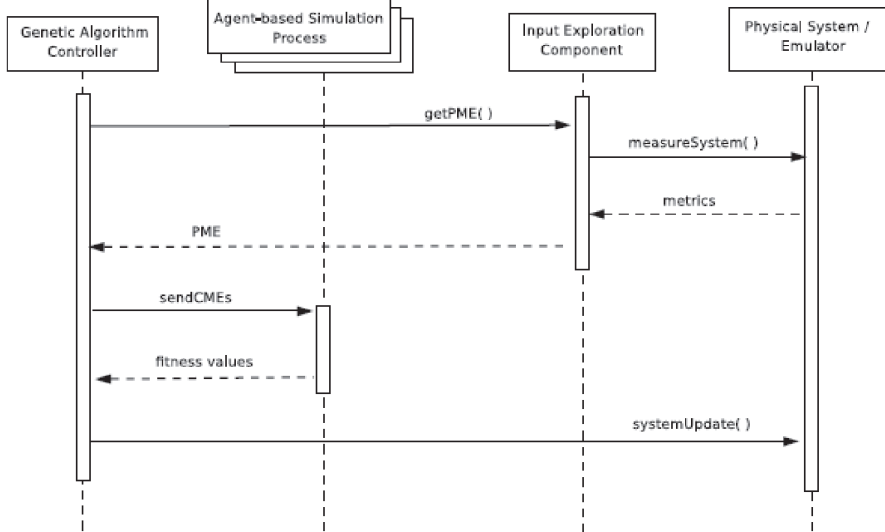 Genetic Algorithm
Controller
Agent-based Simulation
Process
Input Exploration
Component
Physical System /
Emulator
getPME( )
measureSystem( )
metrics
PME
sendCMEs
fitness values
systemUpdate( )